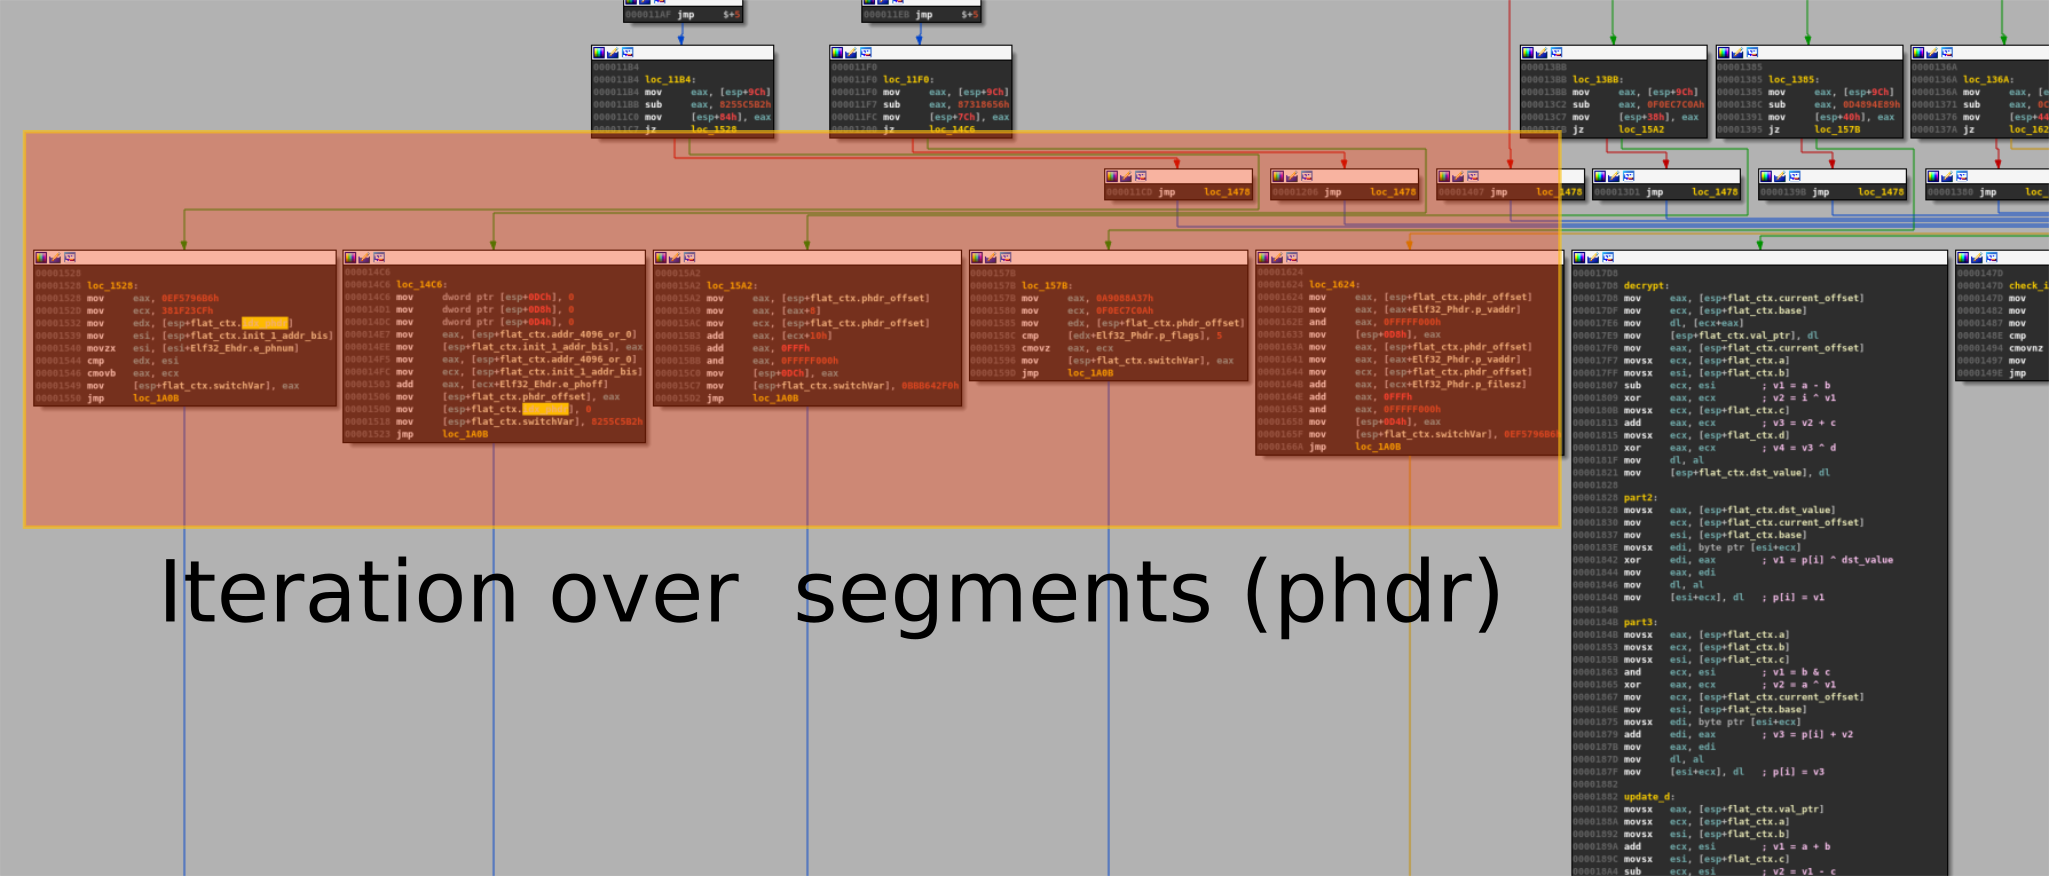 000011AF jmp $+5
000011EB jmp $+5
000011B4
000011B4 loc_11B4:
000011B4 mov eax, [esp+9Ch]
000011BB sub eax, 8255C5B2h
000011C0 mov [esp+84h], eax
000011C7 jz loc_1528
000011F0
000011F0 loc_11F0:
000011F0 mov eax, [esp+9Ch]
000011F7 sub eax, 87318656h
000011FC mov [esp+7Ch], eax
jz loc_14C6
000013BB
000013BB loc_13BB:
000013BB mov eax, [esp+9Ch]
000013C2 sub eax, 0F0EC7C0Ah
000013C7 mov [esp+38h], eax
jz loc_15A2
00001385
00001385 loc_1385:
00001385 mov eax, [esp+9Ch]
0000138C sub eax, 0D4894E89h
00001391 mov [esp+40h], eax
00001395 jz loc_157B
0000136A
0000136A loc_136A:
0000136A mov eax, [e
00001371 sub eax, 0C
00001376 mov [esp+44
0000137A jz loc_162
000011CD jmp loc_1478
00001206 jmp loc_1478
00001407 jmp loc_1478
000013D1 jmp loc_1478
0000139B jmp loc_1478
00001380 jmp loc_
00001528
00001528 loc_1528:
00001528 mov eax, 0EF5796B6h
0000152D mov ecx, 381F23CFh
00001532 mov edx, [esp+flat_ctx. ]
00001539 mov esi, [esp+flat_ctx.init_1_addr_bis]
00001540 movzx esi, [esi+Elf32_Ehdr.e_phnum]
00001544 cmp edx, esi
00001546 cmovb eax, ecx
00001549 mov [esp+flat_ctx.switchVar], eax
00001550 jmp loc_1A0B
000014C6
000014C6 loc_14C6:
000014C6 mov dword ptr [esp+0DCh], 0
000014D1 mov dword ptr [esp+0D8h], 0
000014DC mov dword ptr [esp+0D4h], 0
000014E7 mov eax, [esp+flat_ctx.addr_4096_or_0]
000014EE mov [esp+flat_ctx.init_1_addr_bis], eax
000014F5 mov eax, [esp+flat_ctx.addr_4096_or_0]
000014FC mov ecx, [esp+flat_ctx.init_1_addr_bis]
00001503 add eax, [ecx+Elf32_Ehdr.e_phoff]
00001506 mov [esp+flat_ctx.phdr_offset], eax
0000150D mov [esp+flat_ctx. ], 0
00001518 mov [esp+flat_ctx.switchVar], 8255C5B2h
00001523 jmp loc_1A0B
000015A2
000015A2 loc_15A2:
000015A2 mov eax, [esp+flat_ctx.phdr_offset]
000015A9 mov eax, [eax+8]
000015AC mov ecx, [esp+flat_ctx.phdr_offset]
000015B3 add eax, [ecx+10h]
000015B6 add eax, 0FFFh
000015BB and eax, 0FFFFF000h
000015C0 mov [esp+0DCh], eax
000015C7 mov [esp+flat_ctx.switchVar], 0BBB642F0h
000015D2 jmp loc_1A0B
0000157B
0000157B loc_157B:
0000157B mov eax, 0A9088A37h
00001580 mov ecx, 0F0EC7C0Ah
00001585 mov edx, [esp+flat_ctx.phdr_offset]
0000158C cmp [edx+Elf32_Phdr.p_flags], 5
00001593 cmovz eax, ecx
00001596 mov [esp+flat_ctx.switchVar], eax
0000159D jmp loc_1A0B
00001624
00001624 loc_1624:
00001624 mov eax, [esp+flat_ctx.phdr_offset]
0000162B mov eax, [eax+Elf32_Phdr.p_vaddr]
0000162E and eax, 0FFFFF000h
00001633 mov [esp+0D8h], eax
0000163A mov eax, [esp+flat_ctx.phdr_offset]
00001641 mov eax, [eax+Elf32_Phdr.p_vaddr]
00001644 mov ecx, [esp+flat_ctx.phdr_offset]
0000164B add eax, [ecx+Elf32_Phdr.p_filesz]
0000164E add eax, 0FFFh
00001653 and eax, 0FFFFF000h
00001658 mov [esp+0D4h], eax
0000165F mov [esp+flat_ctx.switchVar], 0EF5796B6
0000166A jmp loc_1A0B
000017D8
000017D8 decrypt:
000017D8 mov eax, [esp+flat_ctx.current_offset]
000017DF mov ecx, [esp+flat_ctx.base]
000017E6 mov dl, [ecx+eax]
000017E9 mov [esp+flat_ctx.val_ptr], dl
000017F0 mov eax, [esp+flat_ctx.current_offset]
000017F7 movsx ecx, [esp+flat_ctx.a]
000017FF movsx esi, [esp+flat_ctx.b]
00001807 sub ecx, esi ; v1 = a - b
00001809 xor eax, ecx ; v2 = i ^ v1
0000180B movsx ecx, [esp+flat_ctx.c]
00001813 add eax, ecx ; v3 = v2 + c
00001815 movsx ecx, [esp+flat_ctx.d]
0000181D xor eax, ecx ; v4 = v3 ^ d
0000181F mov dl, al
00001821 mov [esp+flat_ctx.dst_value], dl
00001828
00001828 part2:
00001828 movsx eax, [esp+flat_ctx.dst_value]
00001830 mov ecx, [esp+flat_ctx.current_offset]
00001837 mov esi, [esp+flat_ctx.base]
0000183E movsx edi, byte ptr [esi+ecx]
00001842 xor edi, eax ; v1 = p[i] ^ dst_value
00001844 mov eax, edi
00001846 mov dl, al
00001848 mov [esi+ecx], dl ; p[i] = v1
0000184B
0000184B part3:
0000184B movsx eax, [esp+flat_ctx.a]
00001853 movsx ecx, [esp+flat_ctx.b]
0000185B movsx esi, [esp+flat_ctx.c]
00001863 and ecx, esi ; v1 = b & c
00001865 xor eax, ecx ; v2 = a ^ v1
00001867 mov ecx, [esp+flat_ctx.current_offset]
0000186E mov esi, [esp+flat_ctx.base]
00001875 movsx edi, byte ptr [esi+ecx]
00001879 add edi, eax ; v3 = p[i] + v2
0000187B mov eax, edi
0000187D mov dl, al
0000187F mov [esi+ecx], dl ; p[i] = v3
00001882
00001882 update_d:
00001882 movsx eax, [esp+flat_ctx.val_ptr]
0000188A movsx ecx, [esp+flat_ctx.a]
00001892 movsx esi, [esp+flat_ctx.b]
0000189A add ecx, esi ; v1 = a + b
0000189C movsx esi, [esp+flat_ctx.c]
000018A4 sub ecx, esi ; v2 = v1 - c
0000147D
0000147D check_i
0000147D mov
00001482 mov
00001487 mov
0000148E cmp
00001494 cmovnz
00001497 mov
0000149E jmp
Iteration over segments (phdr)